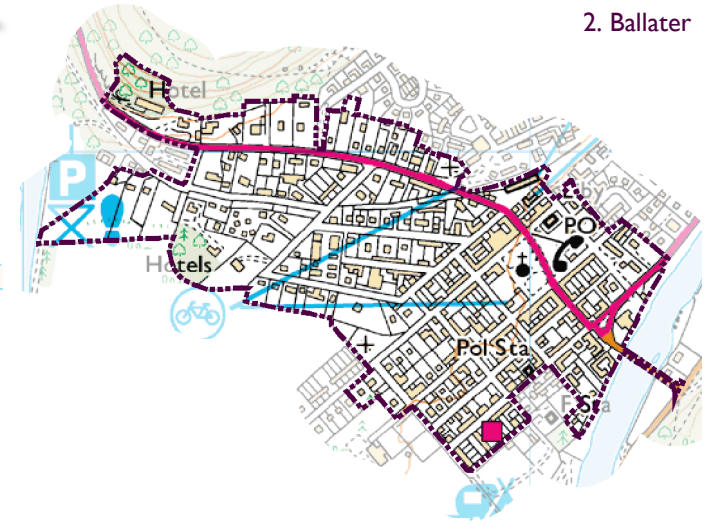 2. Ballater
Hotel
P
PO
Hotels
Pol Sta
F Sta